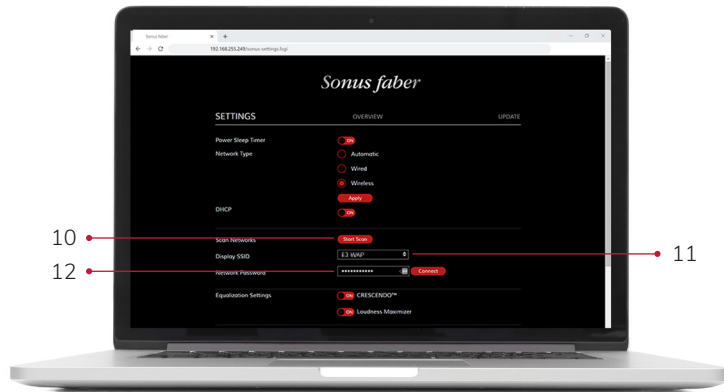 Sonus faber
192.168.255.249/sonus-settings.fcgi
Sonus faber
SETTINGS OVERVIEW UPDATE
Power Sleep Timer ON
Network Type Automatic
Wired
Wireless
Apply
DHCP ON
10 Scan Networks Start Scan
Display SSID E3 WAP 11
12 Network Password Connect
Equalization Settings ON CRESCENDO™
ON Loudness Maximizer